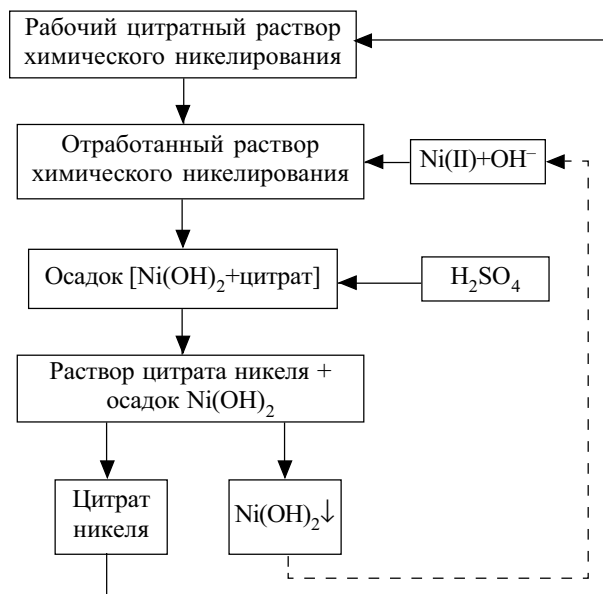 Рабочий цитратный раствор
химического никелирования
Отработанный раствор
химического никелирования
Ni(II)+OH⁻
Осадок [Ni(OH)₂+цитрат]
H₂SO₄
Раствор цитрата никеля +
осадок Ni(OH)₂
Цитрат
никеля
Ni(OH)₂↓